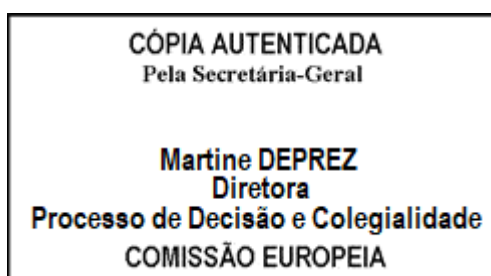 CÓPIA AUTENTICADA
Pela Secretária-Geral
Martine DEPREZ
Diretora
Processo de Decisão e Colegialidade
COMISSÃO EUROPEIA